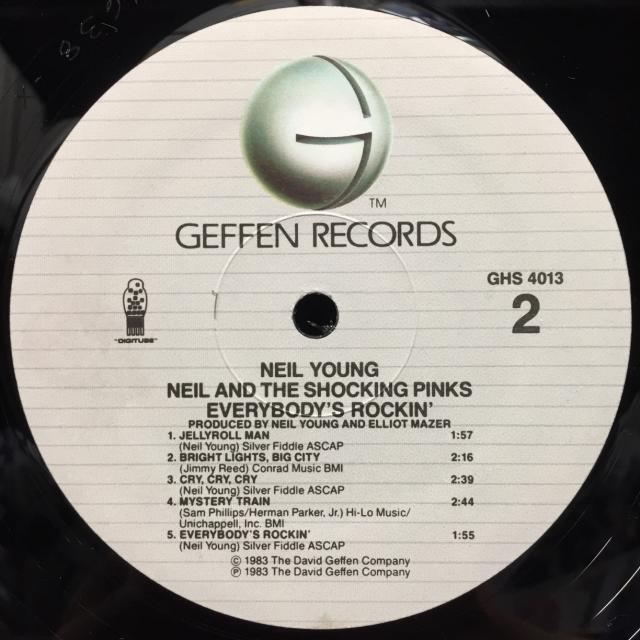 TM
GEFFEN RECORDS
GHS 4013
2
"DIGITUBE"
NEIL YOUNG
NEIL AND THE SHOCKING PINKS
EVERYBODY'S ROCKIN'
PRODUCED BY NEIL YOUNG AND ELLIOT MAZER
1. JELLYROLL MAN 1:57
(Neil Young) Silver Fiddle ASCAP
2. BRIGHT LIGHTS, BIG CITY 2:16
(Jimmy Reed) Conrad Music BMI
3. CRY, CRY, CRY 2:39
(Neil Young) Silver Fiddle ASCAP
4. MYSTERY TRAIN 2:44
(Sam Phillips/Herman Parker, Jr.) Hi-Lo Music/
Unichappell, Inc. BMI
5. EVERYBODY'S ROCKIN' 1:55
(Neil Young) Silver Fiddle ASCAP
© 1983 The David Geffen Company
℗ 1983 The David Geffen Company